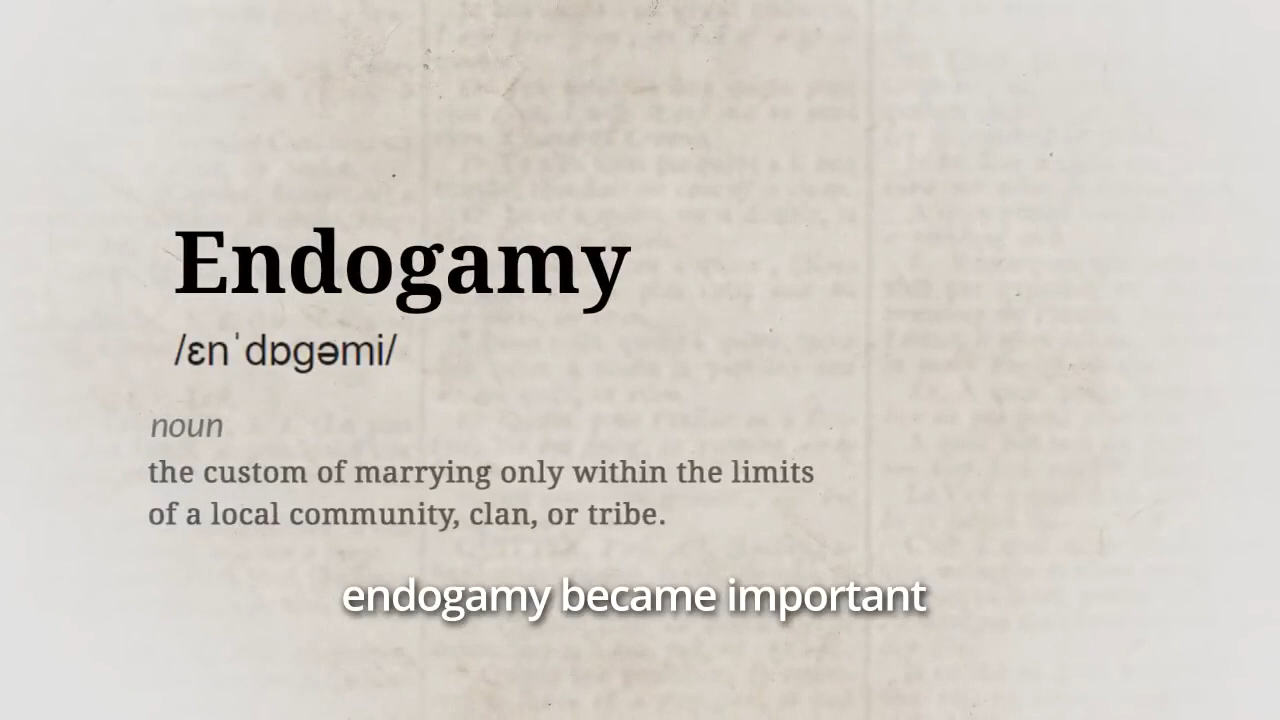 Endogamy
/ɛnˈdɒɡəmi/
noun
the custom of marrying only within the limits
of a local community, clan, or tribe.
endogamy became important